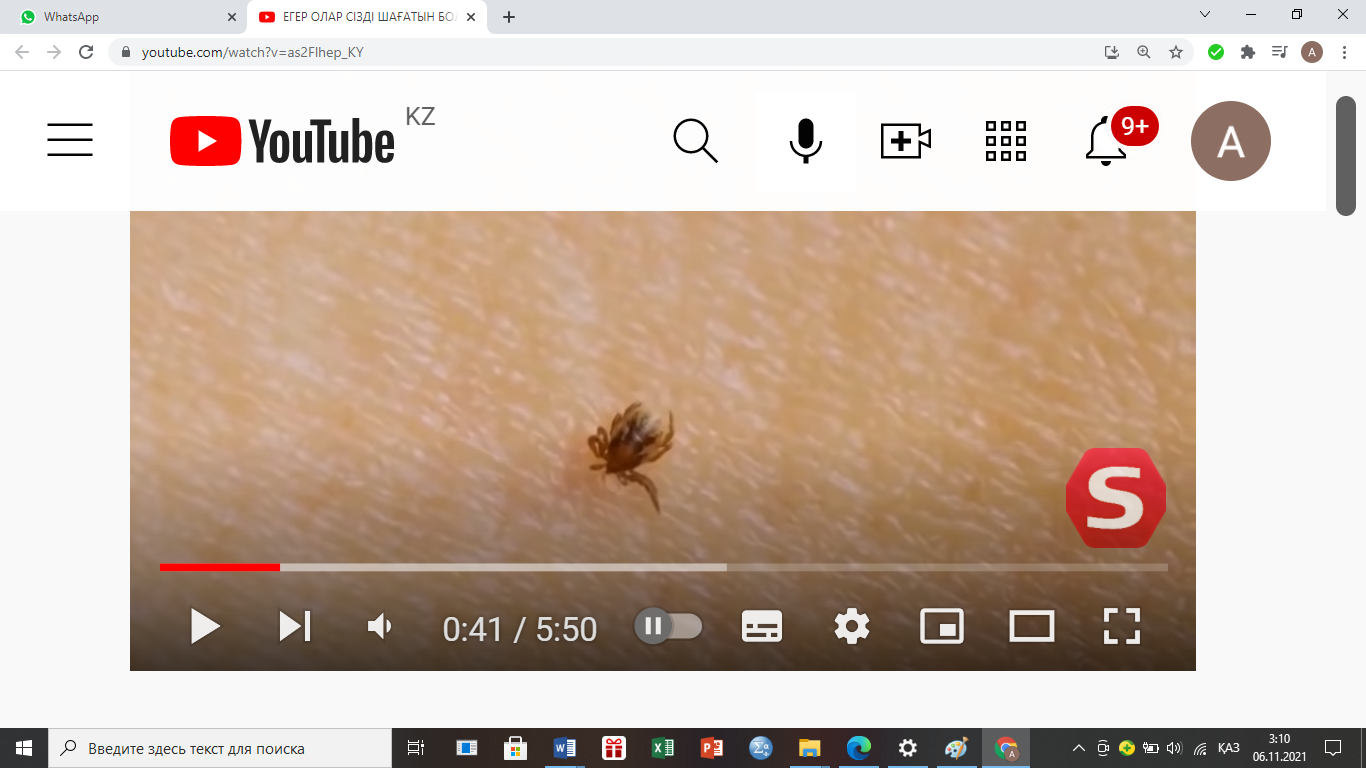 WhatsApp
ЕГЕР ОЛАР СІЗДІ ШАҒАТЫН БОЛ
youtube.com/watch?v=as2FIhep_KY
A
YouTube KZ
9+
A
S
0:41 / 5:50
Введите здесь текст для поиска
ҚАЗ
3:10
06.11.2021